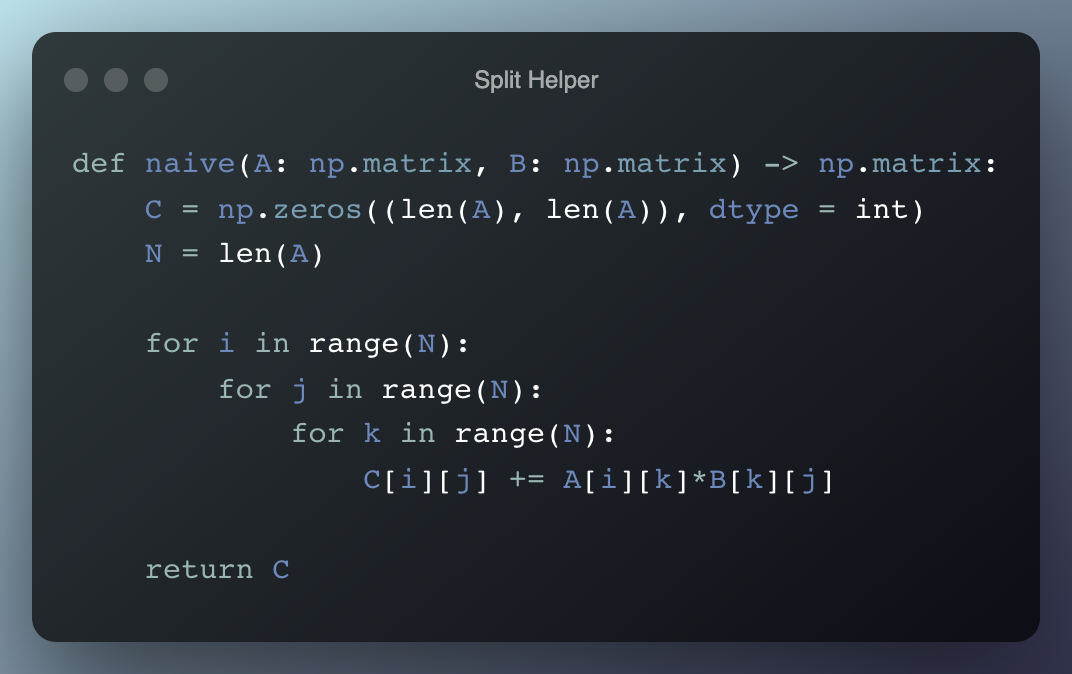 Split Helper
def naive(A: np.matrix, B: np.matrix) -> np.matrix:
    C = np.zeros((len(A), len(A)), dtype = int)
    N = len(A)

    for i in range(N):
        for j in range(N):
            for k in range(N):
                C[i][j] += A[i][k]*B[k][j]

    return C